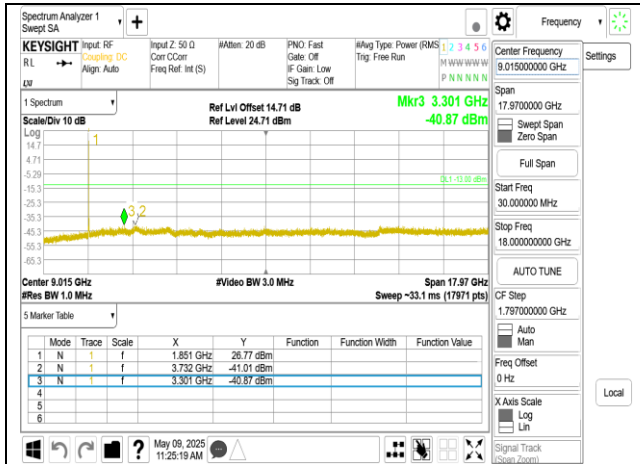 Spectrum Analyzer 1
Swept SA
Frequency
KEYSIGHT
RL
LXI
Input: RF
Coupling: DC
Align: Auto
Input Z: 50 Ω
Corr CCorr
Freq Ref: Int (S)
#Atten: 20 dB
PNO: Fast
Gate: Off
IF Gain: Low
Sig Track: Off
#Avg Type: Power (RMS
Trig: Free Run
1 2 3 4 5 6
M W W W W W
P N N N N N
Center Frequency
9.015000000 GHz
Settings
Span
17.9700000 GHz
Swept Span
Zero Span
Full Span
Start Freq
30.000000 MHz
Stop Freq
18.000000000 GHz
AUTO TUNE
CF Step
1.797000000 GHz
Auto
Man
Freq Offset
0 Hz
X Axis Scale
Log
Lin
Signal Track
(Span Zoom)
Local
1 Spectrum
Scale/Div 10 dB
Ref Lvl Offset 14.71 dB
Ref Level 24.71 dBm
Mkr3 3.301 GHz
-40.87 dBm
Log
14.7
4.71
-5.29
-15.3
-25.3
-35.3
-45.3
-55.3
-65.3
1
3 2
DL1 -13.00 dBm
Center 9.015 GHz
#Res BW 1.0 MHz
#Video BW 3.0 MHz
Span 17.97 GHz
Sweep ~33.1 ms (17971 pts)
5 Marker Table
Mode Trace Scale X Y Function Function Width Function Value
1 N 1 f 1.851 GHz 26.77 dBm
2 N 1 f 3.732 GHz -41.01 dBm
3 N 1 f 3.301 GHz -40.87 dBm
4
5
6
May 09, 2025
11:25:19 AM